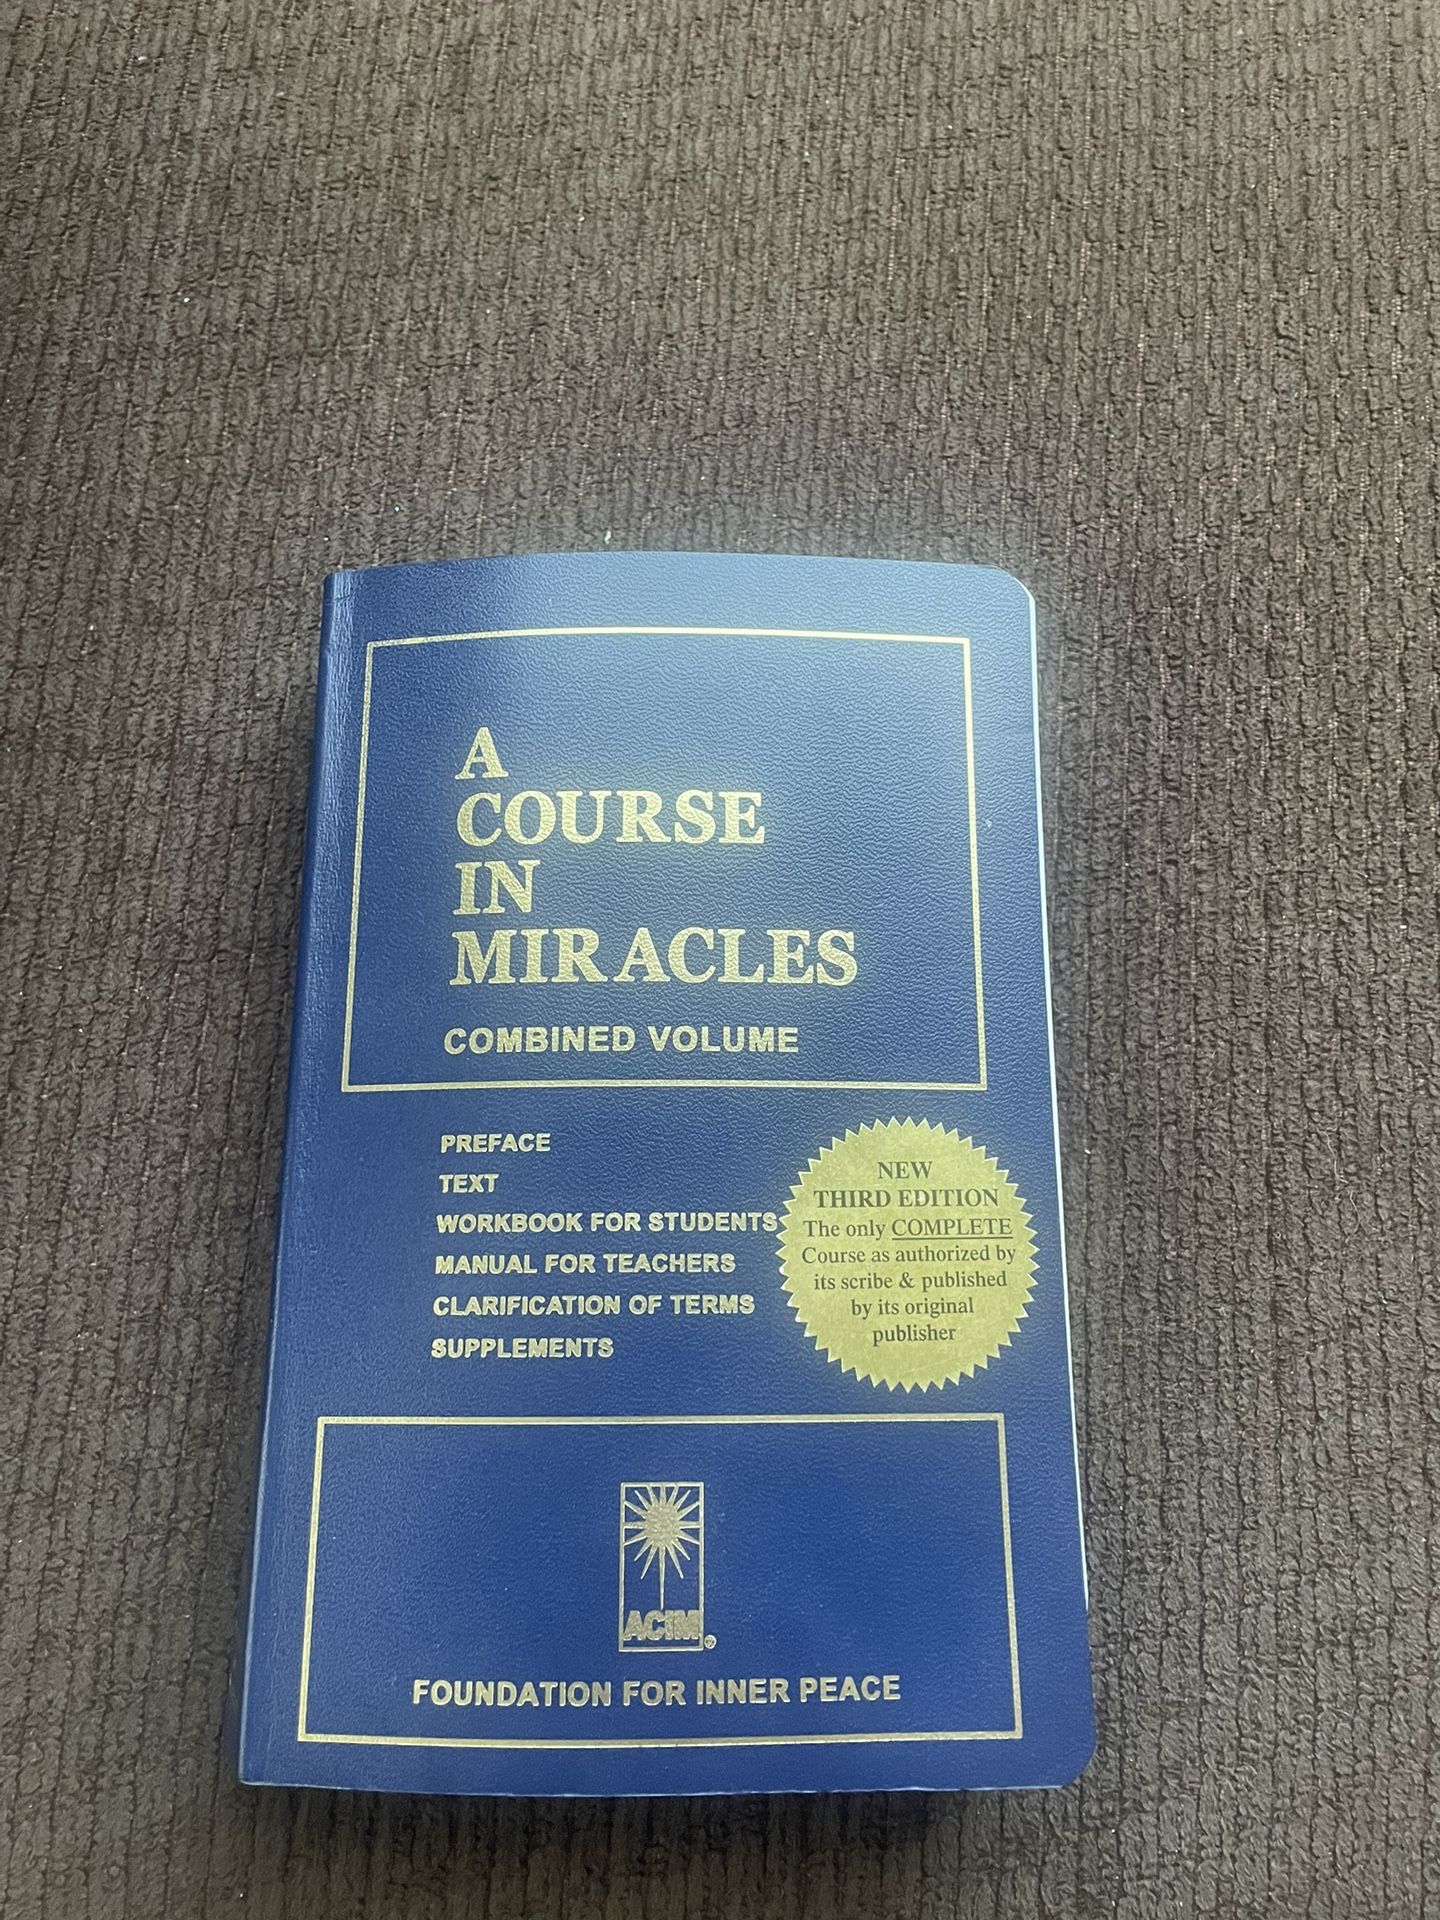 A
COURSE
IN
MIRACLES
COMBINED VOLUME
PREFACE
TEXT
WORKBOOK FOR STUDENTS
MANUAL FOR TEACHERS
CLARIFICATION OF TERMS
SUPPLEMENTS
NEW
THIRD EDITION
The only COMPLETE
Course as authorized by
its scribe & published
by its original
publisher
ACIM®
FOUNDATION FOR INNER PEACE